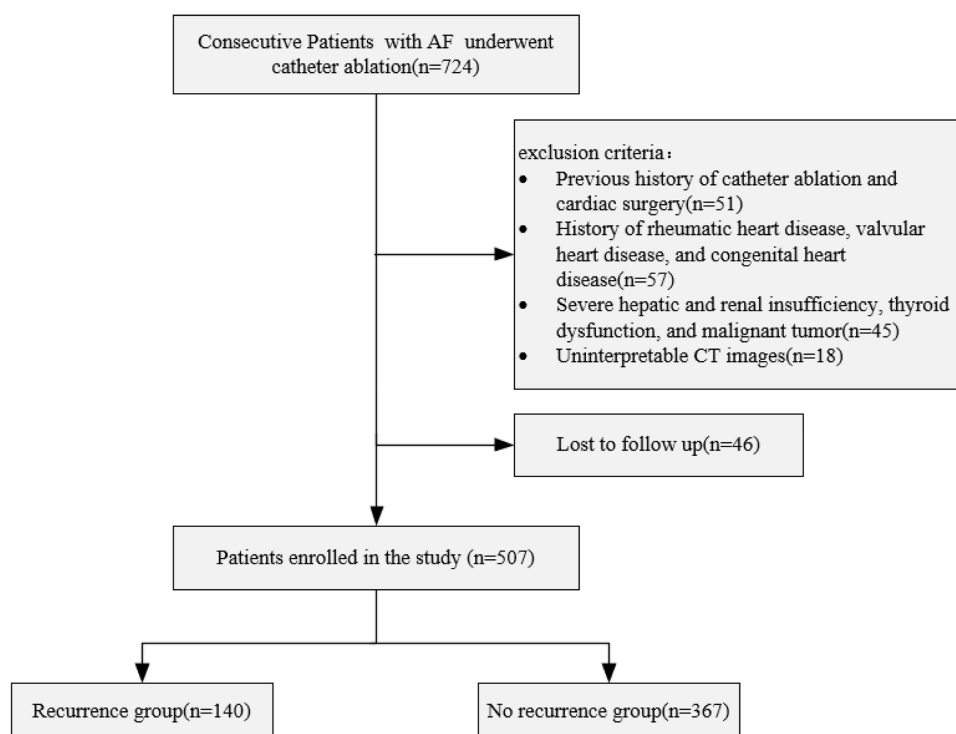 Consecutive Patients with AF underwent
catheter ablation(n=724)
exclusion criteria：
• Previous history of catheter ablation and
cardiac surgery(n=51)
• History of rheumatic heart disease, valvular
heart disease, and congenital heart
disease(n=57)
• Severe hepatic and renal insufficiency, thyroid
dysfunction, and malignant tumor(n=45)
• Uninterpretable CT images(n=18)
Lost to follow up(n=46)
Patients enrolled in the study (n=507)
Recurrence group(n=140)
No recurrence group(n=367)